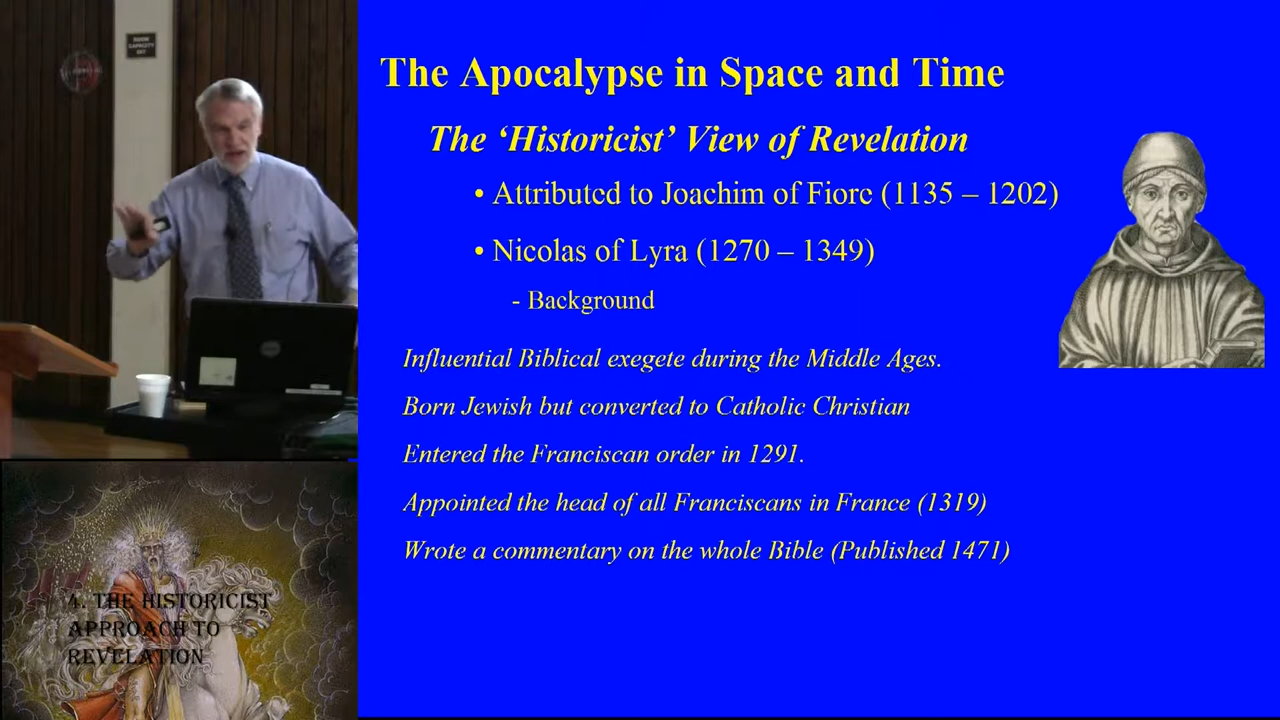 ROOM
CAPACITY
The Apocalypse in Space and Time
The ‘Historicist’ View of Revelation
• Attributed to Joachim of Fiore (1135 – 1202)
• Nicolas of Lyra (1270 – 1349)
- Background
Influential Biblical exegete during the Middle Ages.
Born Jewish but converted to Catholic Christian
Entered the Franciscan order in 1291.
Appointed the head of all Franciscans in France (1319)
Wrote a commentary on the whole Bible (Published 1471)
4. THE HISTORICIST
APPROACH TO
REVELATION